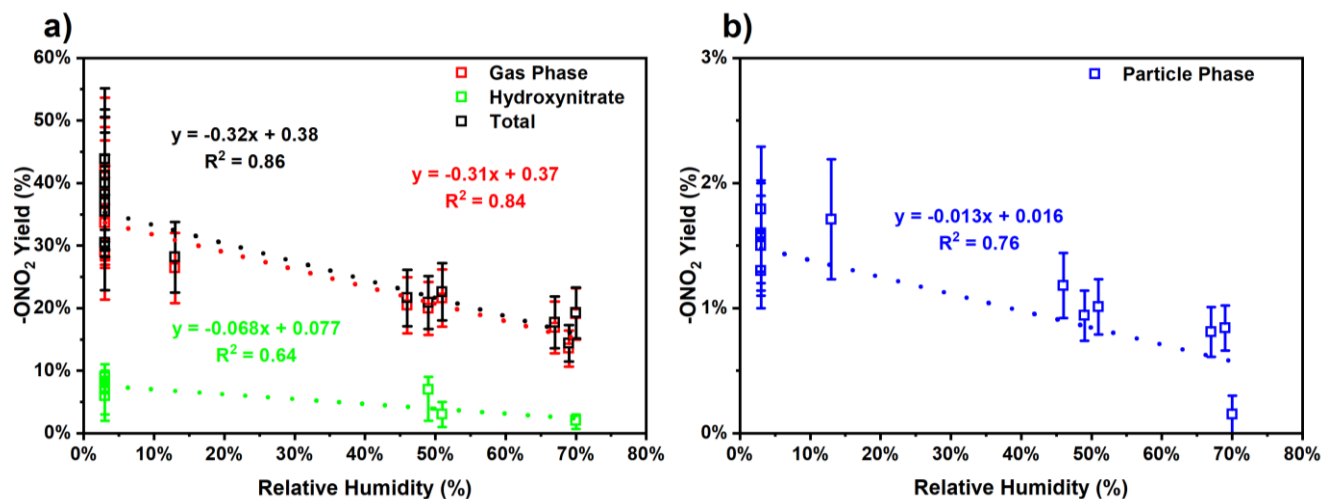 a)
60%
50%
40%
30%
20%
10%
0%
-ONO₂ Yield (%)
Gas Phase
Hydroxynitrate
Total
y = -0.32x + 0.38
R² = 0.86
y = -0.31x + 0.37
R² = 0.84
y = -0.068x + 0.077
R² = 0.64
0% 10% 20% 30% 40% 50% 60% 70% 80%
Relative Humidity (%)
b)
3%
2%
1%
0%
-ONO₂ Yield (%)
Particle Phase
y = -0.013x + 0.016
R² = 0.76
0% 10% 20% 30% 40% 50% 60% 70% 80%
Relative Humidity (%)